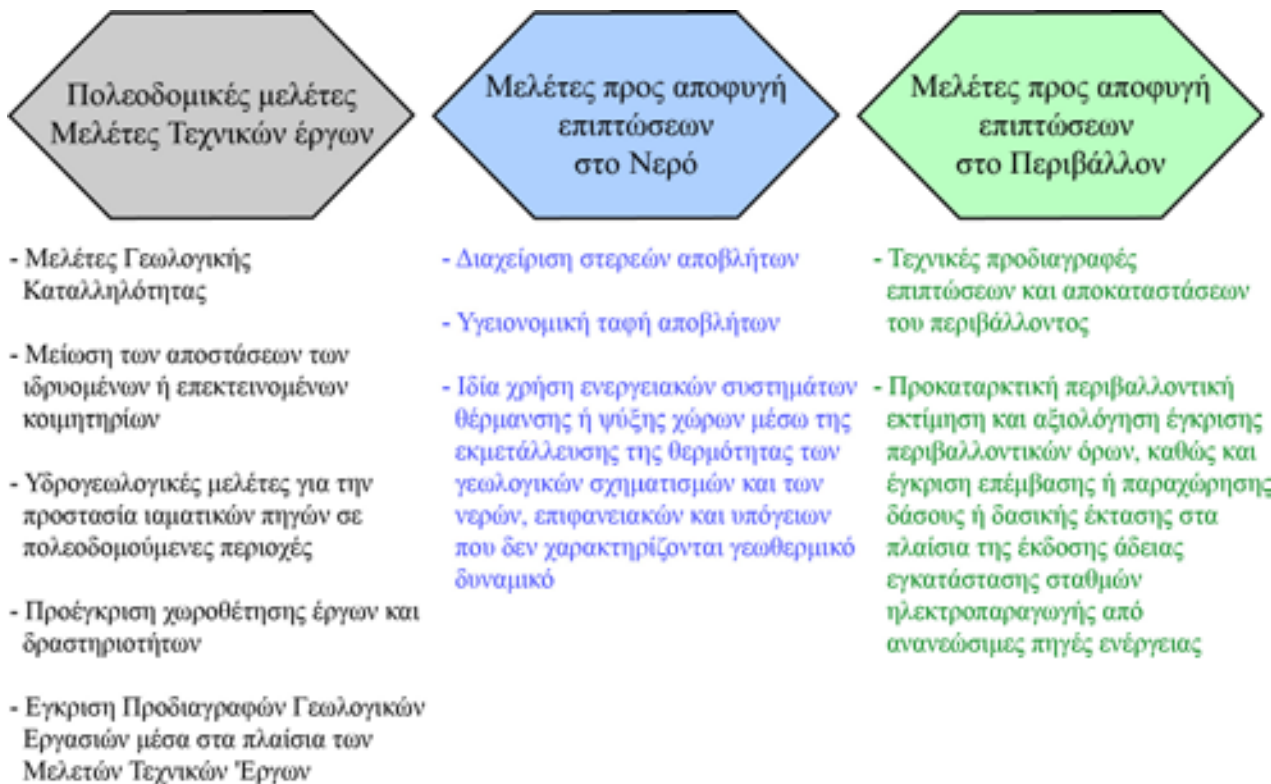 Πολεοδομικές μελέτες
Μελέτες Τεχνικών έργων
- Μελέτες Γεωλογικής
Καταλληλότητας
- Μείωση των αποστάσεων των
ιδρυομένων ή επεκτεινομένων
κοιμητηρίων
- Υδρογεωλογικές μελέτες για την
προστασία ιαματικών πηγών σε
πολεοδομούμενες περιοχές
- Προέγκριση χωροθέτησης έργων και
δραστηριοτήτων
- Εγκριση Προδιαγραφών Γεωλογικών
Εργασιών μέσα στα πλαίσια των
Μελετών Τεχνικών Έργων
Μελέτες προς αποφυγή
επιπτώσεων
στο Νερό
- Διαχείριση στερεών αποβλήτων
- Υγειονομική ταφή αποβλήτων
- Ιδία χρήση ενεργειακών συστημάτων
θέρμανσης ή ψύξης χώρων μέσω της
εκμετάλλευσης της θερμότητας των
γεωλογικών σχηματισμών και των
νερών, επιφανειακών και υπόγειων
που δεν χαρακτηρίζονται γεωθερμικό
δυναμικό
Μελέτες προς αποφυγή
επιπτώσεων
στο Περιβάλλον
- Τεχνικές προδιαγραφές
επιπτώσεων και αποκαταστάσεων
του περιβάλλοντος
- Προκαταρκτική περιβαλλοντική
εκτίμηση και αξιολόγηση έγκρισης
περιβαλλοντικών όρων, καθώς και
έγκριση επέμβασης ή παραχώρησης
δάσους ή δασική έκτασης στα
πλαίσια της έκδοσης άδειας
εγκατάστασης σταθμών
ηλεκτροπαραγωγής από
ανανεώσιμες πηγές ενέργειας